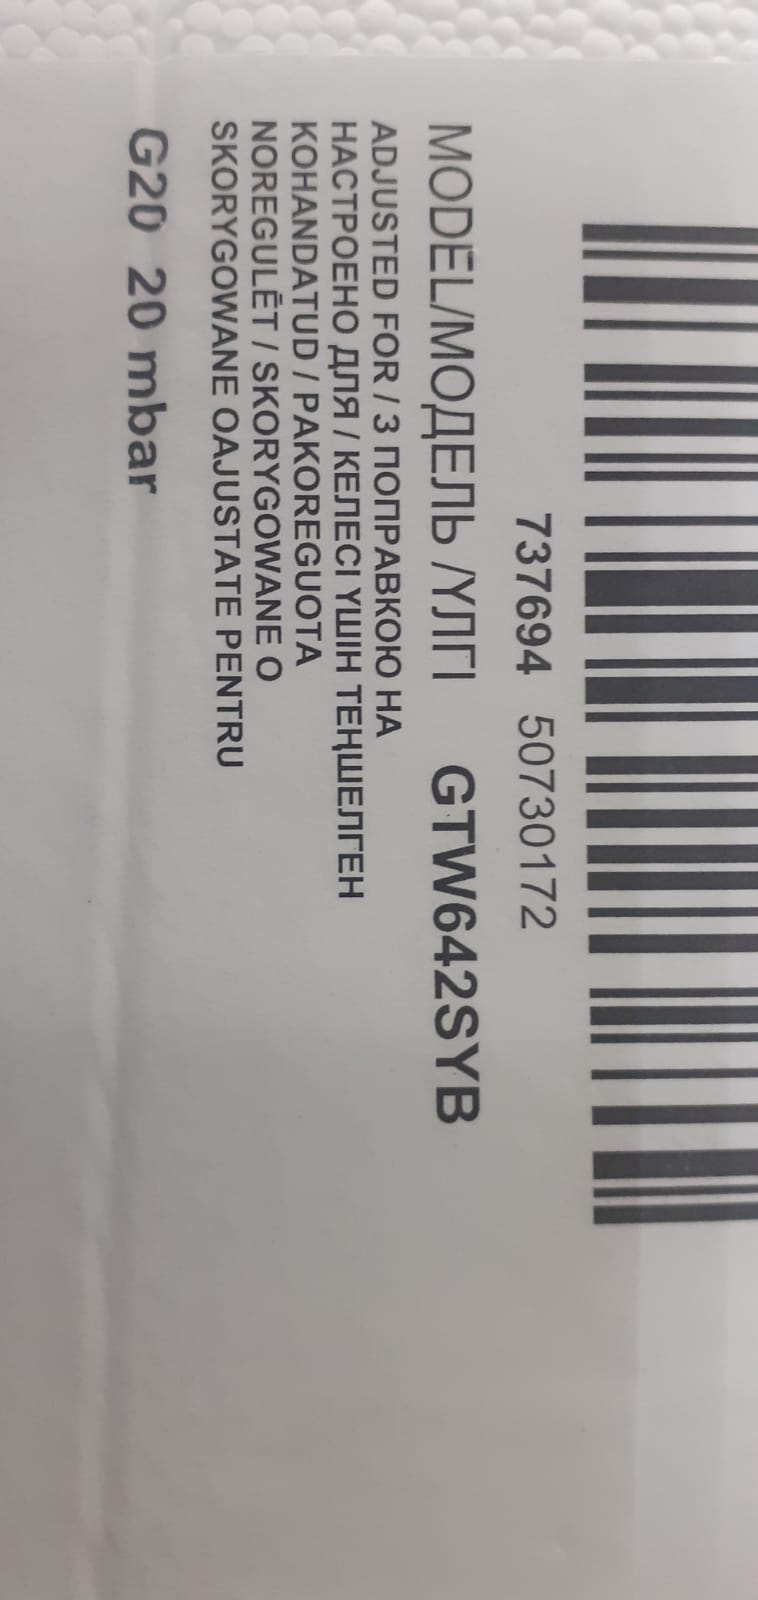 737694 50730172
MODEL/МОДЕЛЬ /ҮЛГІ GTW642SYB
ADJUSTED FOR / З ПОПРАВКОЮ НА
НАСТРОЕНО ДЛЯ / КЕЛЕСІ ҮШІН ТЕҢШЕЛГЕН
KOHANDATUD / PAKOREGUOTA
NOREGULĒT / SKORYGOWANE O
SKORYGOWANE OAJUSTATE PENTRU
G20 20 mbar